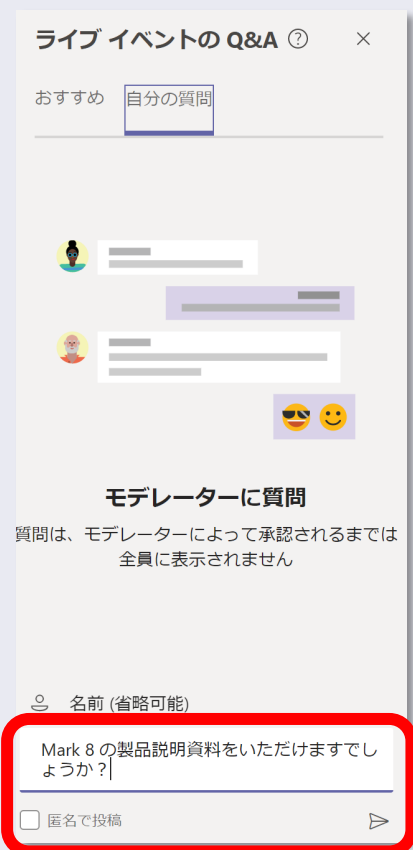 ライブ イベントの Q&A
おすすめ 自分の質問
モデレーターに質問
質問は、モデレーターによって承認されるまでは
全員に表示されません
名前 (省略可能)
Mark 8 の製品説明資料をいただけますでし
ょうか？
匿名で投稿